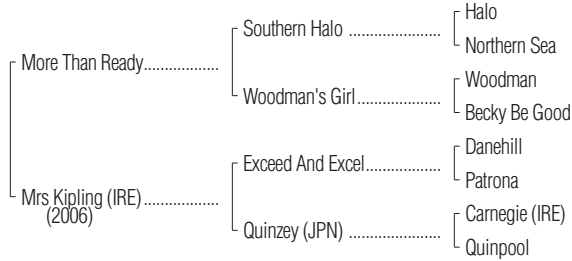 Halo
Southern Halo ....................
Northern Sea
More Than Ready................
Woodman
Woodman's Girl..................
Becky Be Good
Danehill
Exceed And Excel................
Patrona
Mrs Kipling (IRE)................
(2006)
Carnegie (IRE)
Quinzey (JPN) ....................
Quinpool